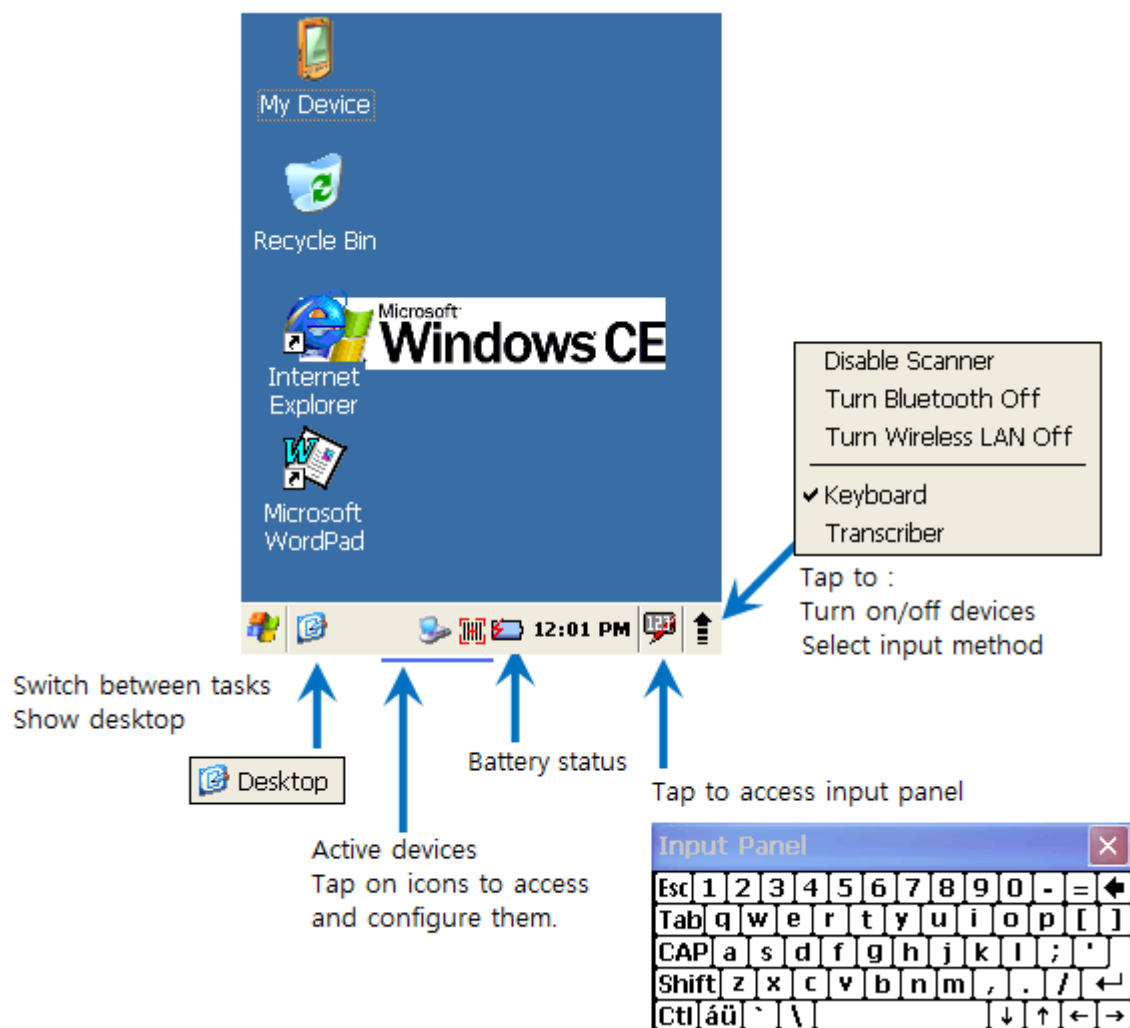 My Device
Recycle Bin
Microsoft
Windows CE
Internet
Explorer
Microsoft
WordPad
Disable Scanner
Turn Bluetooth Off
Turn Wireless LAN Off
Keyboard
Transcriber
Tap to :
Turn on/off devices
Select input method
12:01 PM
123
Switch between tasks
Show desktop
Desktop
Battery status
Tap to access input panel
Active devices
Tap on icons to access
and configure them.
Input Panel
Esc 1 2 3 4 5 6 7 8 9 0 - = 🡰
Tab q w e r t y u i o p [ ]
CAP a s d f g h j k l ; '
Shift z x c v b n m , . / ↵
Ctl áü ` \ ↓ ↑ ← →